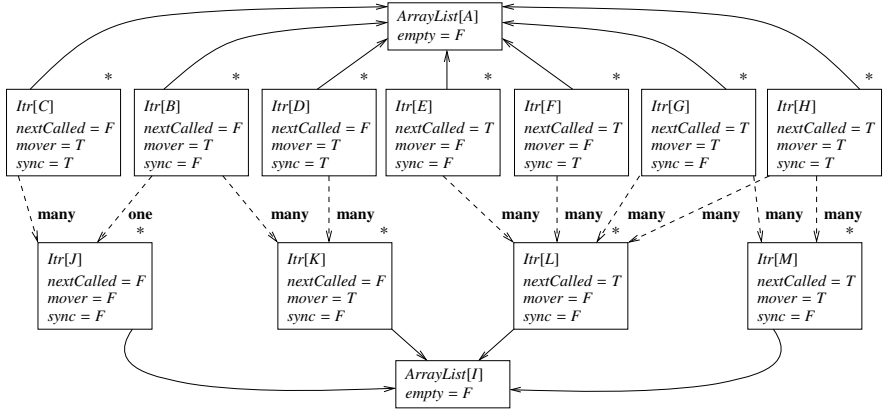 ArrayList[A]
empty = F
* * * * * * *
Itr[C]
nextCalled = F
mover = T
sync = T
Itr[B]
nextCalled = F
mover = T
sync = F
Itr[D]
nextCalled = F
mover = T
sync = T
Itr[E]
nextCalled = T
mover = F
sync = F
Itr[F]
nextCalled = T
mover = F
sync = T
Itr[G]
nextCalled = T
mover = T
sync = F
Itr[H]
nextCalled = T
mover = T
sync = T
many one many many many many many many many many
* * * *
Itr[J]
nextCalled = F
mover = F
sync = F
Itr[K]
nextCalled = F
mover = T
sync = F
Itr[L]
nextCalled = T
mover = F
sync = F
Itr[M]
nextCalled = T
mover = T
sync = F
ArrayList[I]
empty = F